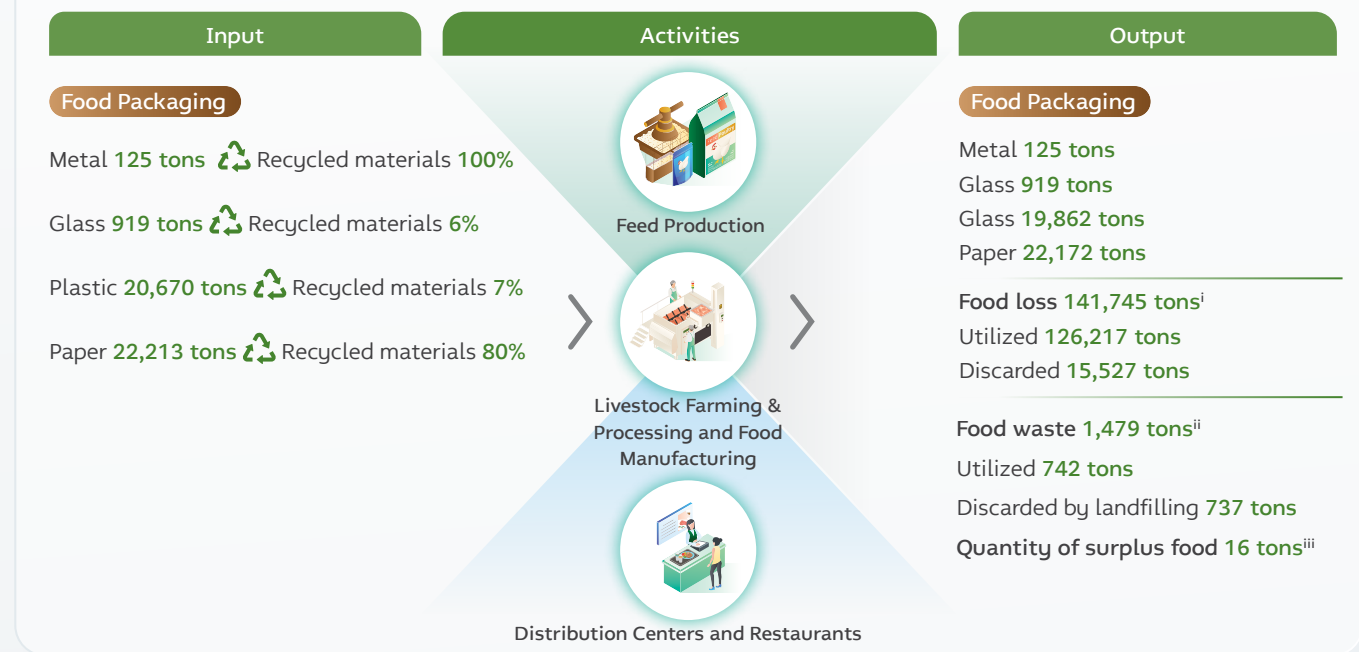 Input
Food Packaging
Metal 125 tons Recycled materials 100%
Glass 919 tons Recycled materials 6%
Plastic 20,670 tons Recycled materials 7%
Paper 22,213 tons Recycled materials 80%
Activities
Feed Production
Livestock Farming &
Processing and Food
Manufacturing
Distribution Centers and Restaurants
Output
Food Packaging
Metal 125 tons
Glass 919 tons
Glass 19,862 tons
Paper 22,172 tons
Food loss 141,745 tonsⁱ
Utilized 126,217 tons
Discarded 15,527 tons
Food waste 1,479 tonsⁱⁱ
Utilized 742 tons
Discarded by landfilling 737 tons
Quantity of surplus food 16 tonsⁱⁱⁱ